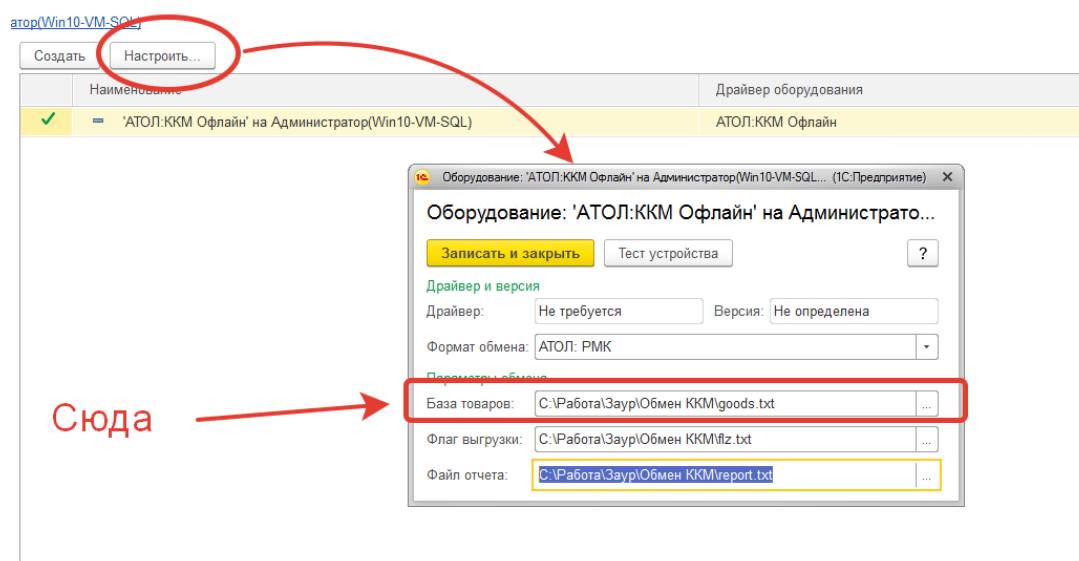 атор(Win10-VM-SQL)
Создать Настроить...
Наименование Драйвер оборудования
'АТОЛ:ККМ Офлайн' на Администратор(Win10-VM-SQL) АТОЛ:ККМ Офлайн
1С Оборудование: 'АТОЛ:ККМ Офлайн' на Администратор(Win10-VM-SQL... (1С:Предприятие)
Оборудование: 'АТОЛ:ККМ Офлайн' на Администрато...
Записать и закрыть Тест устройства ?
Драйвер и версия
Драйвер: Не требуется Версия: Не определена
Формат обмена: АТОЛ: РМК
Параметры обмена
База товаров: C:\Работа\Заур\Обмен ККМ\goods.txt ...
Сюда
Флаг выгрузки: C:\Работа\Заур\Обмен ККМ\flz.txt ...
Файл отчета: C:\Работа\Заур\Обмен ККМ\report.txt ...